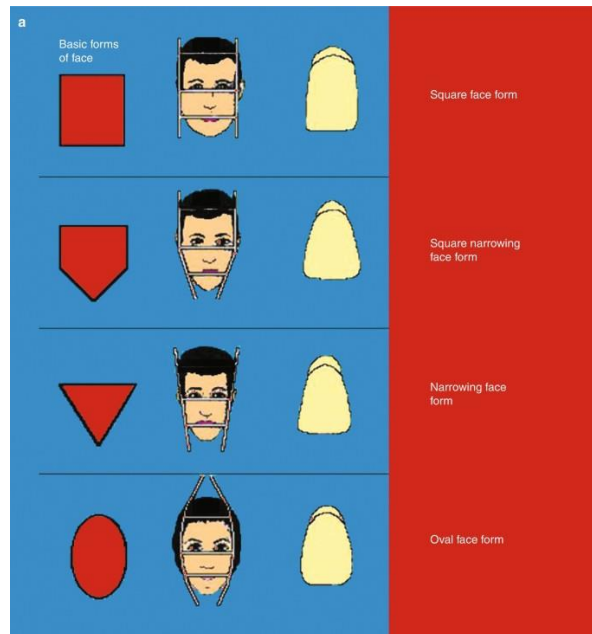 a
Basic forms
of face
Square face form
Square narrowing
face form
Narrowing face
form
Oval face form